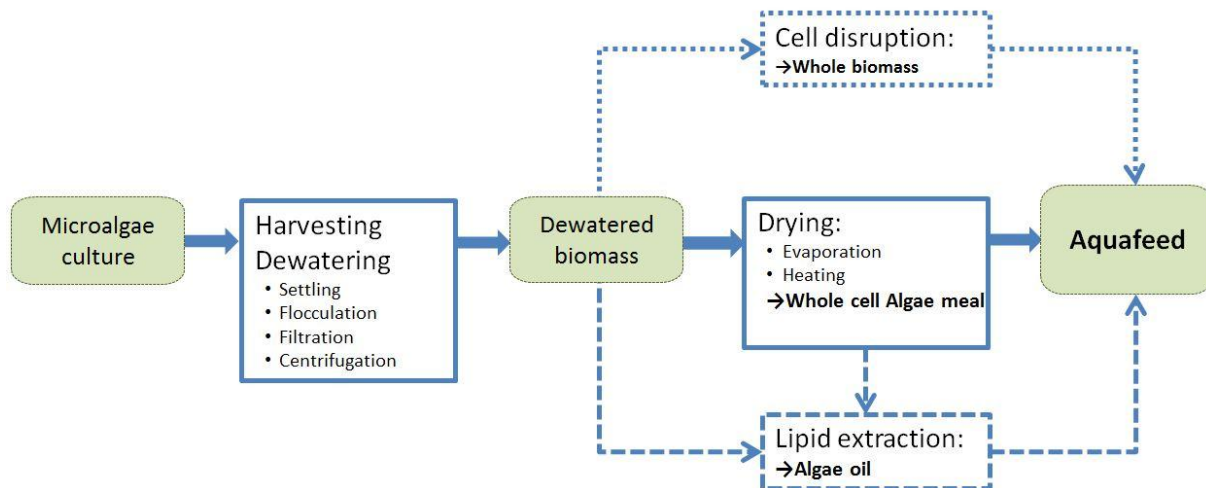 Cell disruption:
→Whole biomass
Microalgae
culture
Harvesting
Dewatering
• Settling
• Flocculation
• Filtration
• Centrifugation
Dewatered
biomass
Drying:
• Evaporation
• Heating
→Whole cell Algae meal
Aquafeed
Lipid extraction:
→Algae oil